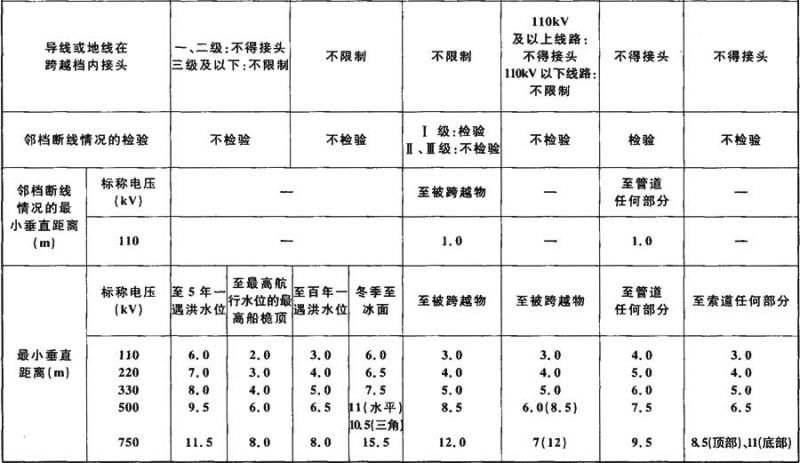 导线或地线在
跨越档内接头
一、二级:不得接头
三级及以下:不限制
不限制
不限制
110kV
及以上线路:
不得接头
110kV以下线路:
不限制
不得接头
不得接头
邻档断线情况的检验
不检验
不检验
Ⅰ 级:检验
Ⅱ、Ⅲ级:不检验
不检验
检验
不检验
邻档断线
情况的最
小垂直距离
(m)
标称电压
(kV)
—
至被跨越物
—
至管道
任何部分
—
110
—
1.0
—
1.0
—
最小垂直
距离(m)
标称电压
(kV)
至5年一
遇洪水位
至最高航
行水位的最
高船桅顶
至百年一
遇洪水位
冬季至
冰面
至被跨越物
至被跨越物
至管道
任何部分
至索道任何部分
110 6.0 2.0 3.0 6.0 3.0 3.0 4.0 3.0
220 7.0 3.0 4.0 6.5 4.0 4.0 5.0 4.0
330 8.0 4.0 5.0 7.5 5.0 5.0 6.0 5.0
500 9.5 6.0 6.5 11(水平) 8.5 6.0(8.5) 7.5 6.5
10.5(三角)
750 11.5 8.0 8.0 15.5 12.0 7(12) 9.5 8.5(顶部)、11(底部)